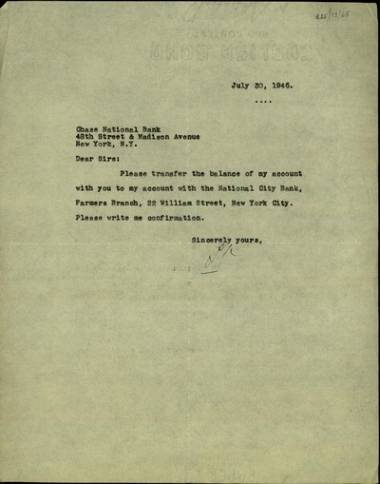 July 30, 1946.
....
Chase National Bank
48th Street & Madison Avenue
New York, N.Y.
Dear Sirs:
Please transfer the balance of my account
with you to my account with the National City Bank,
Farmers Branch, 22 William Street, New York City.
Please write me confirmation.
Sincerely yours,